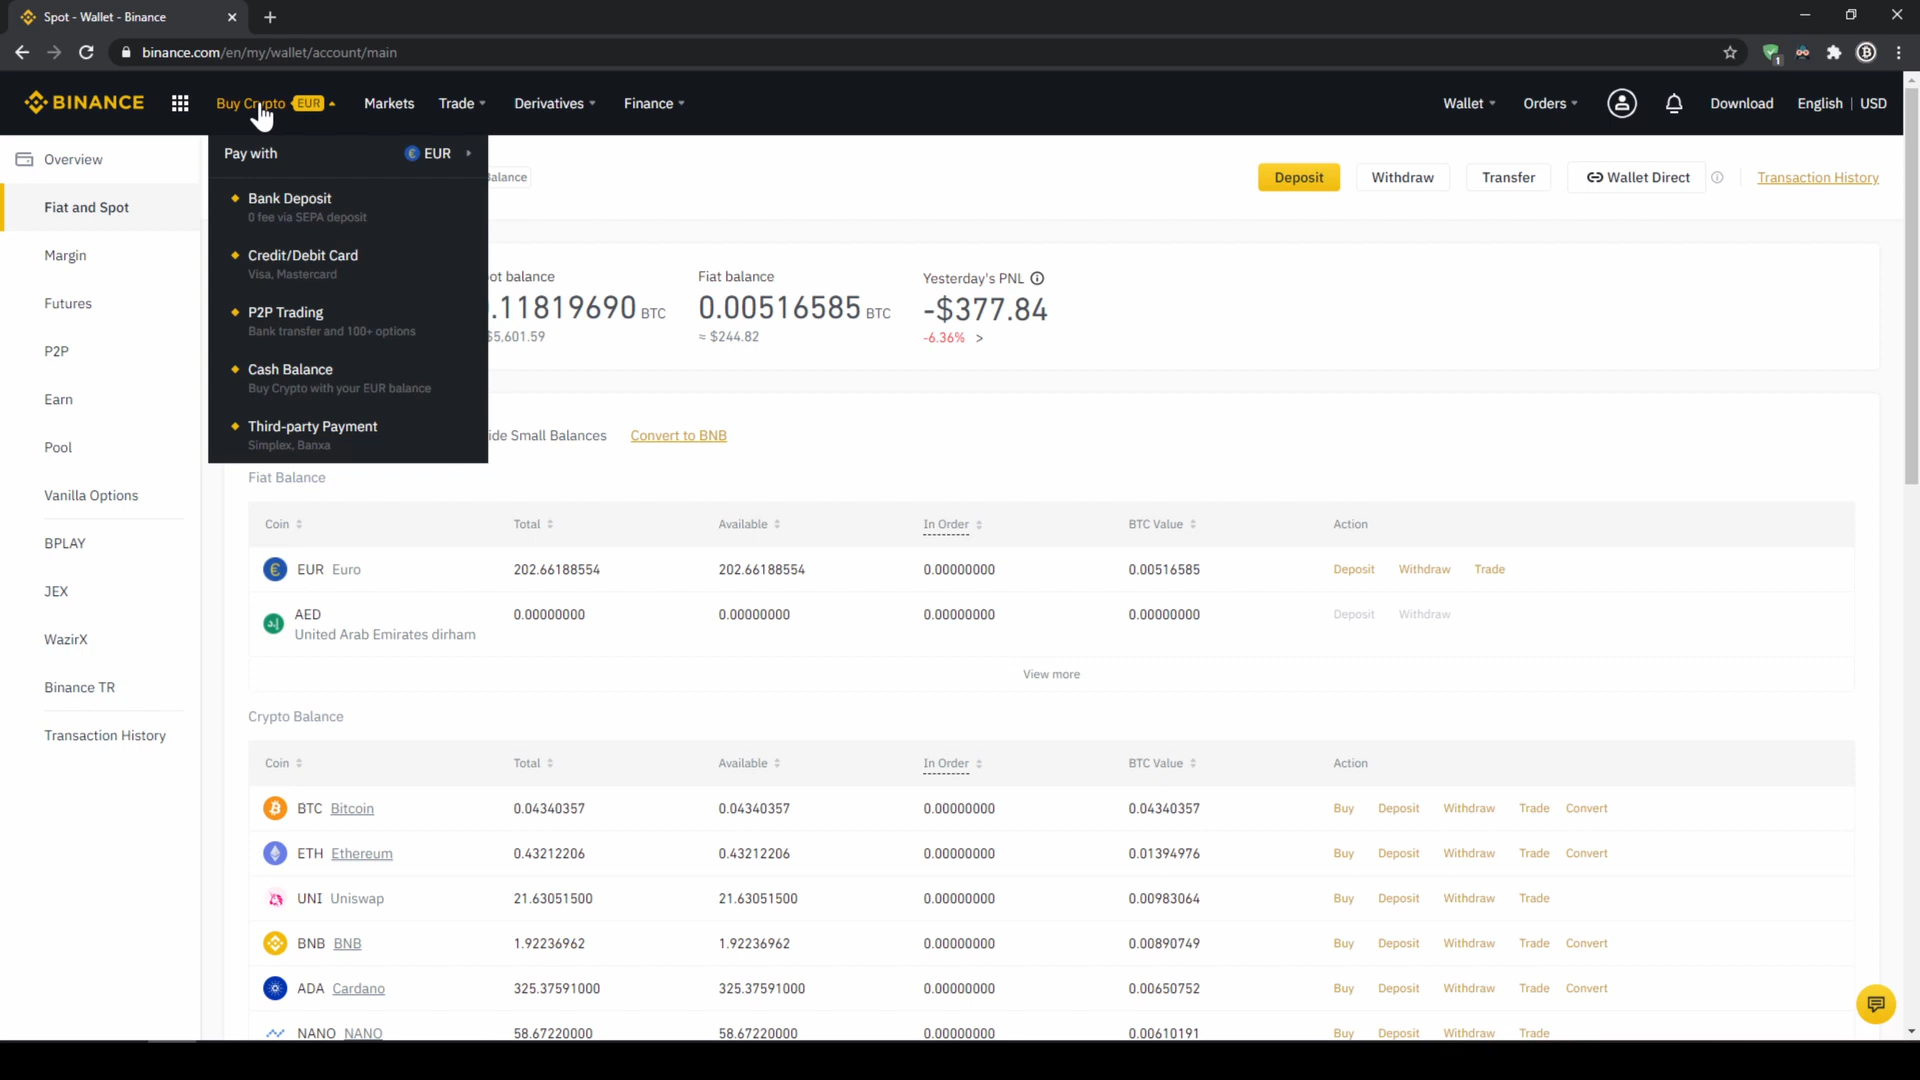 Spot - Wallet - Binance
binance.com/en/my/wallet/account/main
1
BINANCE
Buy Crypto EUR Markets Trade Derivatives Finance Wallet Orders Download English | USD
Pay with EUR
Bank Deposit
0 fee via SEPA deposit
Credit/Debit Card
Visa, Mastercard
P2P Trading
Bank transfer and 100+ options
Cash Balance
Buy Crypto with your EUR balance
Third-party Payment
Simplex, Banxa
Overview
Fiat and Spot
Margin
Futures
P2P
Earn
Pool
Vanilla Options
BPLAY
JEX
WazirX
Binance TR
Transaction History
alance
Deposit Withdraw Transfer Wallet Direct Transaction History
ot balance Fiat balance Yesterday's PNL
.11819690 BTC 0.00516585 BTC -$377.84
$5,601.59 ≈ $244.82 -6.36% >
ide Small Balances Convert to BNB
Fiat Balance
Coin Total Available In Order BTC Value Action
EUR Euro 202.66188554 202.66188554 0.00000000 0.00516585 Deposit Withdraw Trade
AED 0.00000000 0.00000000 0.00000000 0.00000000 Deposit Withdraw
United Arab Emirates dirham
View more
Crypto Balance
Coin Total Available In Order BTC Value Action
BTC Bitcoin 0.04340357 0.04340357 0.00000000 0.04340357 Buy Deposit Withdraw Trade Convert
ETH Ethereum 0.43212206 0.43212206 0.00000000 0.01394976 Buy Deposit Withdraw Trade Convert
UNI Uniswap 21.63051500 21.63051500 0.00000000 0.00983064 Buy Deposit Withdraw Trade
BNB BNB 1.92236962 1.92236962 0.00000000 0.00890749 Buy Deposit Withdraw Trade Convert
ADA Cardano 325.37591000 325.37591000 0.00000000 0.00650752 Buy Deposit Withdraw Trade Convert
NANO NANO 58.67220000 58.67220000 0.00000000 0.00610191 Buy Deposit Withdraw Trade